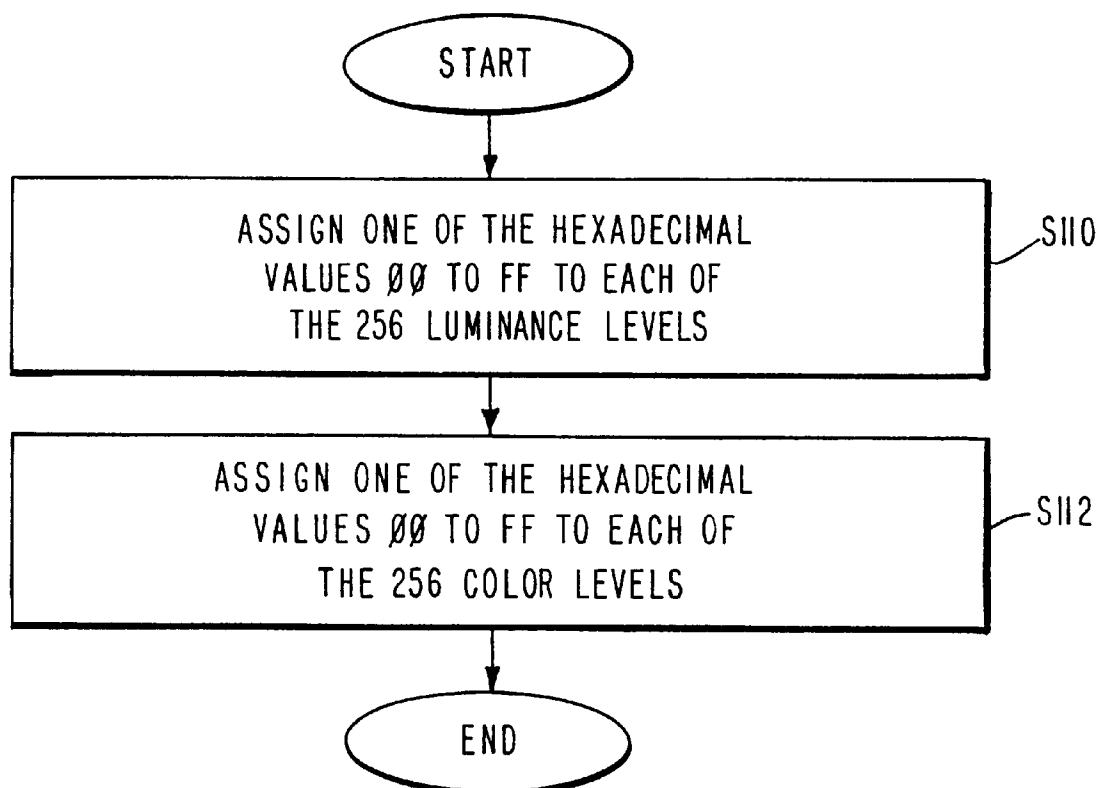 START
ASSIGN ONE OF THE HEXADECIMAL
VALUES ØØ TO FF TO EACH OF
THE 256 LUMINANCE LEVELS
S110
ASSIGN ONE OF THE HEXADECIMAL
VALUES ØØ TO FF TO EACH OF
THE 256 COLOR LEVELS
S112
END